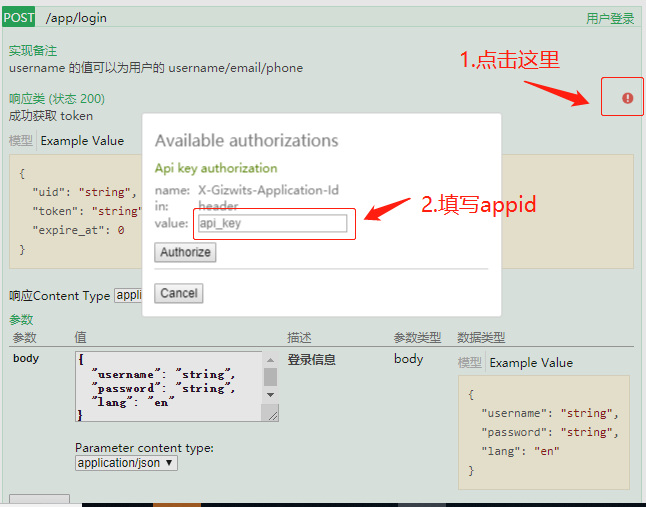 POST /app/login 用户登录
实现备注
username 的值可以为用户的 username/email/phone
1.点击这里
响应类 (状态 200)
成功获取 token
模型 Example Value
{
"uid": "string",
"token": "string"
"expire_at": 0
}
Available authorizations
Api key authorization
name: X-Gizwits-Application-Id
in: header
value: api_key
2.填写appid
Authorize
Cancel
响应Content Type
参数
参数 值 描述 参数类型 数据类型
body
{
"username": "string",
"password": "string",
"lang": "en"
}
登录信息 body
模型 Example Value
{
"username": "string",
"password": "string",
"lang": "en"
}
Parameter content type:
application/json